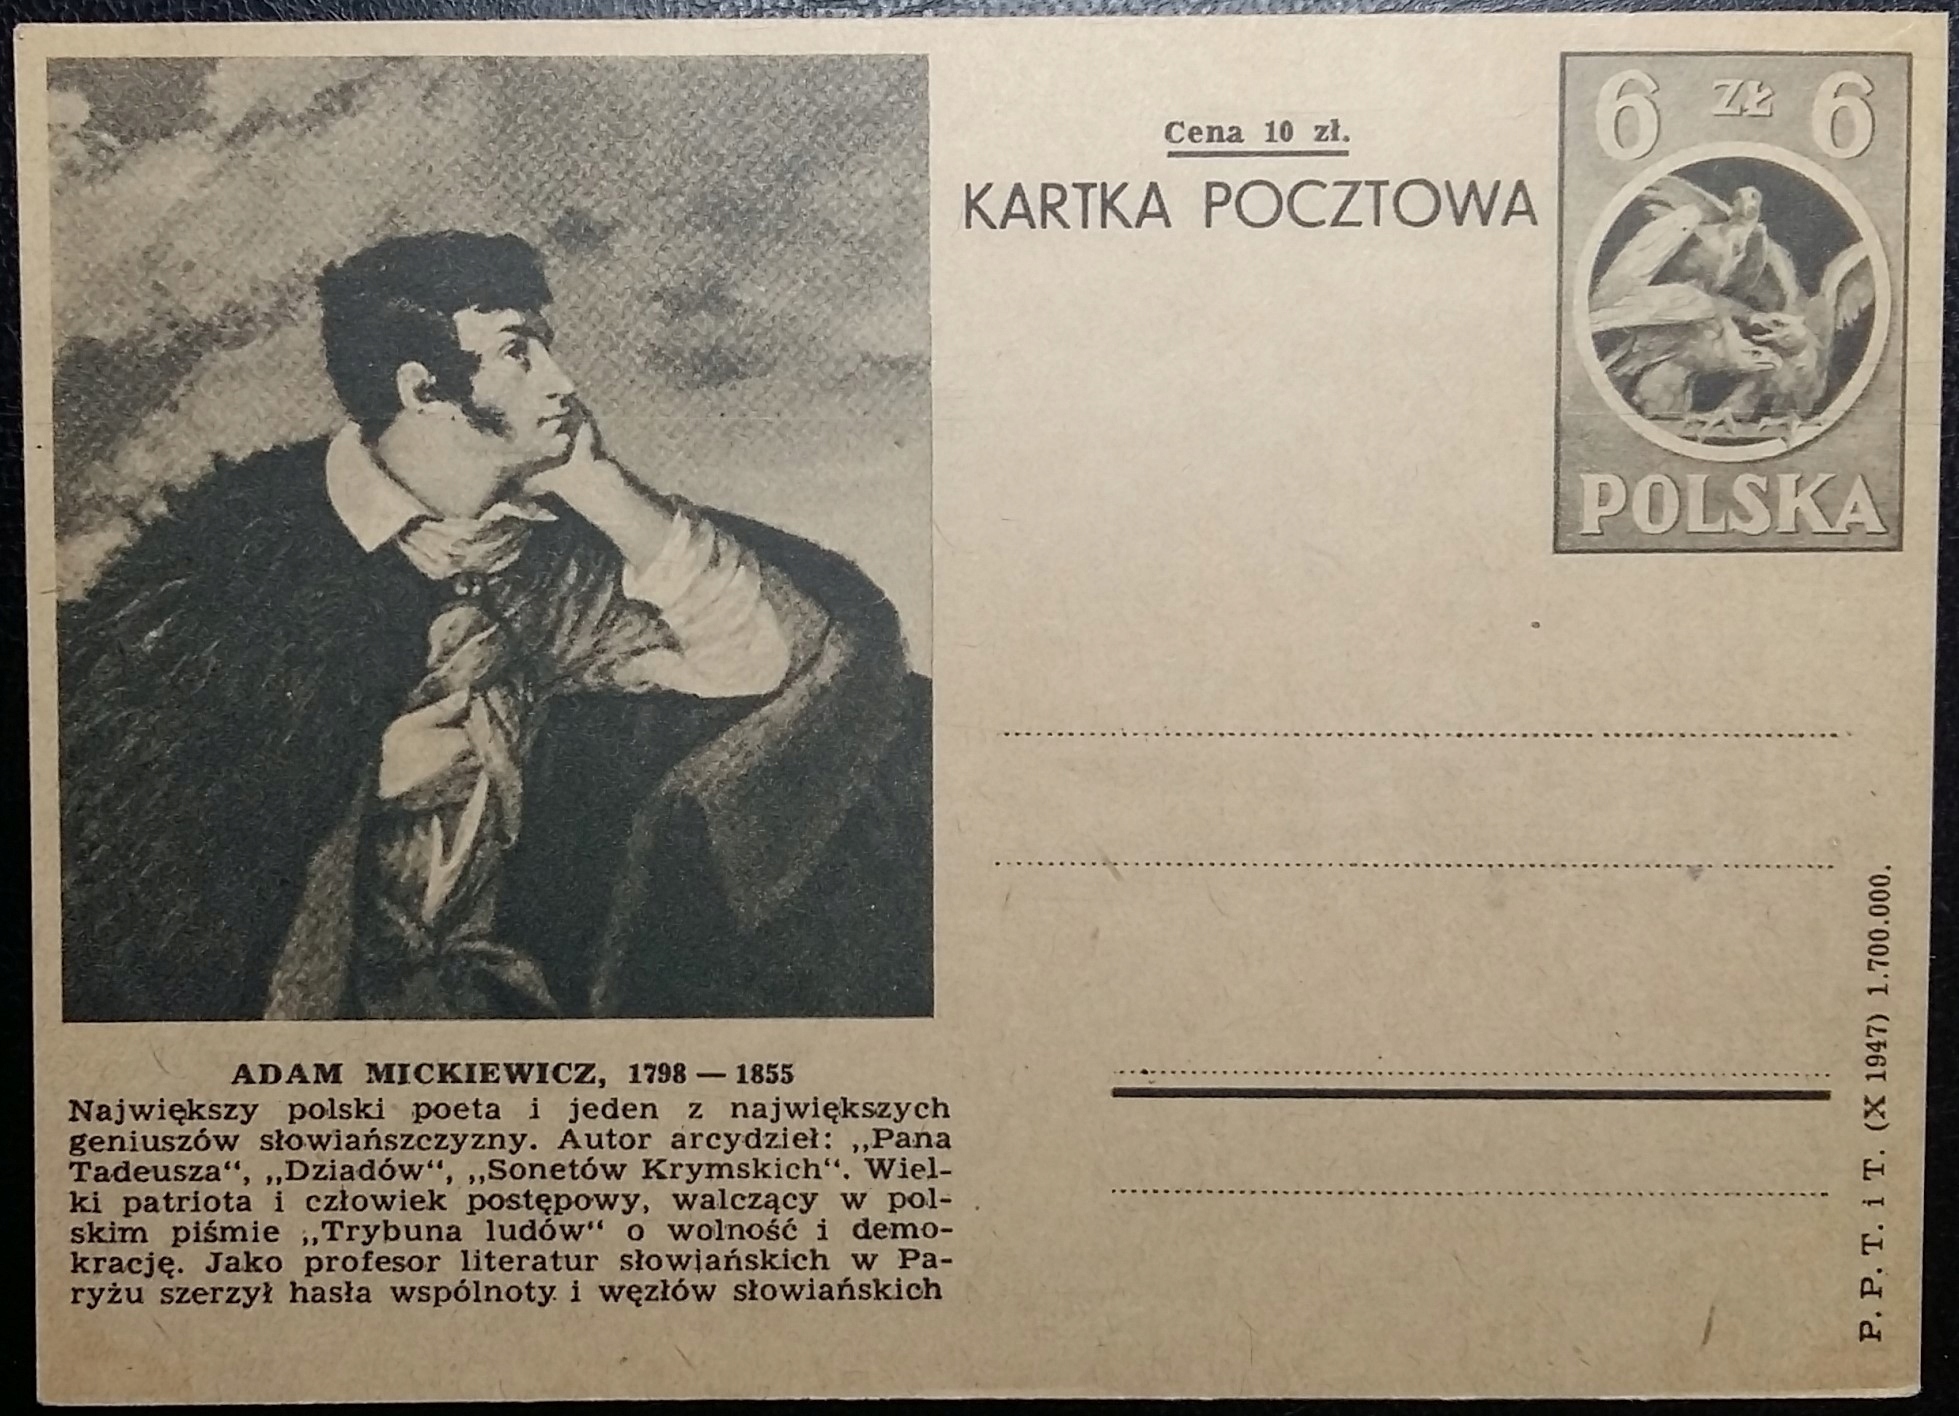 Cena 10 zł.
KARTKA POCZTOWA
6 ZŁ 6
POLSKA
ADAM MICKIEWICZ, 1798 — 1855
Największy polski poeta i jeden z największych
geniuszów słowiańszczyzny. Autor arcydzieł: „Pana
Tadeusza“, „Dziadów“, „Sonetów Krymskich“. Wiel-
ki patriota i człowiek postępowy, walczący w pol-
skim piśmie „Trybuna ludów“ o wolność i demo-
krację. Jako profesor literatur słowiańskich w Pa-
ryżu szerzył hasła wspólnoty i węzłów słowiańskich
P. P. T. i T. (X 1947) 1.700.000.